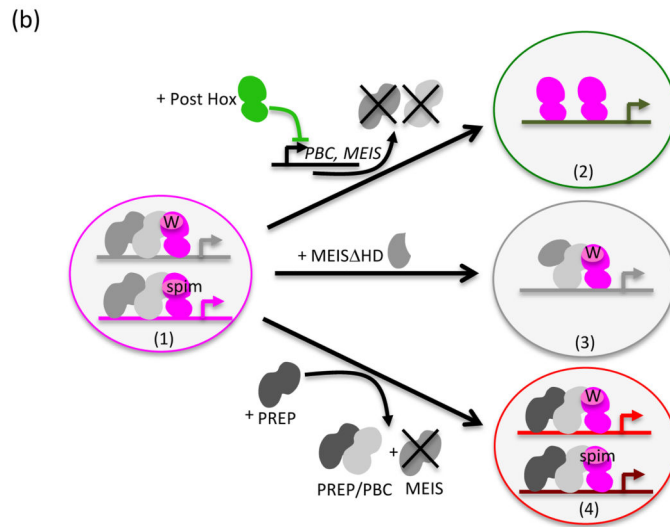 (b)
+ Post Hox
PBC, MEIS
(2)
W
spim
(1)
+ MEISΔHD
W
(3)
+ PREP
PREP/PBC
+
MEIS
W
spim
(4)